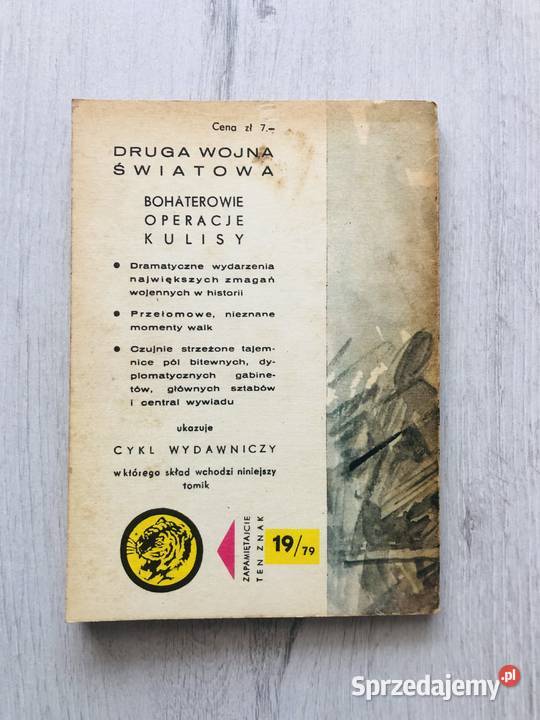 Cena zł 7.–
DRUGA WOJNA
ŚWIATOWA
BOHATEROWIE
OPERACJE
KULISY
● Dramatyczne wydarzenia
największych zmagań
wojennych w historii
● Przełomowe, nieznane
momenty walk
● Czujnie strzeżone tajem-
nice pól bitewnych, dy-
plomatycznych gabine-
tów, głównych sztabów
i central wywiadu
ukazuje
CYKL WYDAWNICZY
w którego skład wchodzi niniejszy
tomik
ZAPAMIĘTAJCIE
TEN ZNAK
19/79
Sprzedajemy.pl